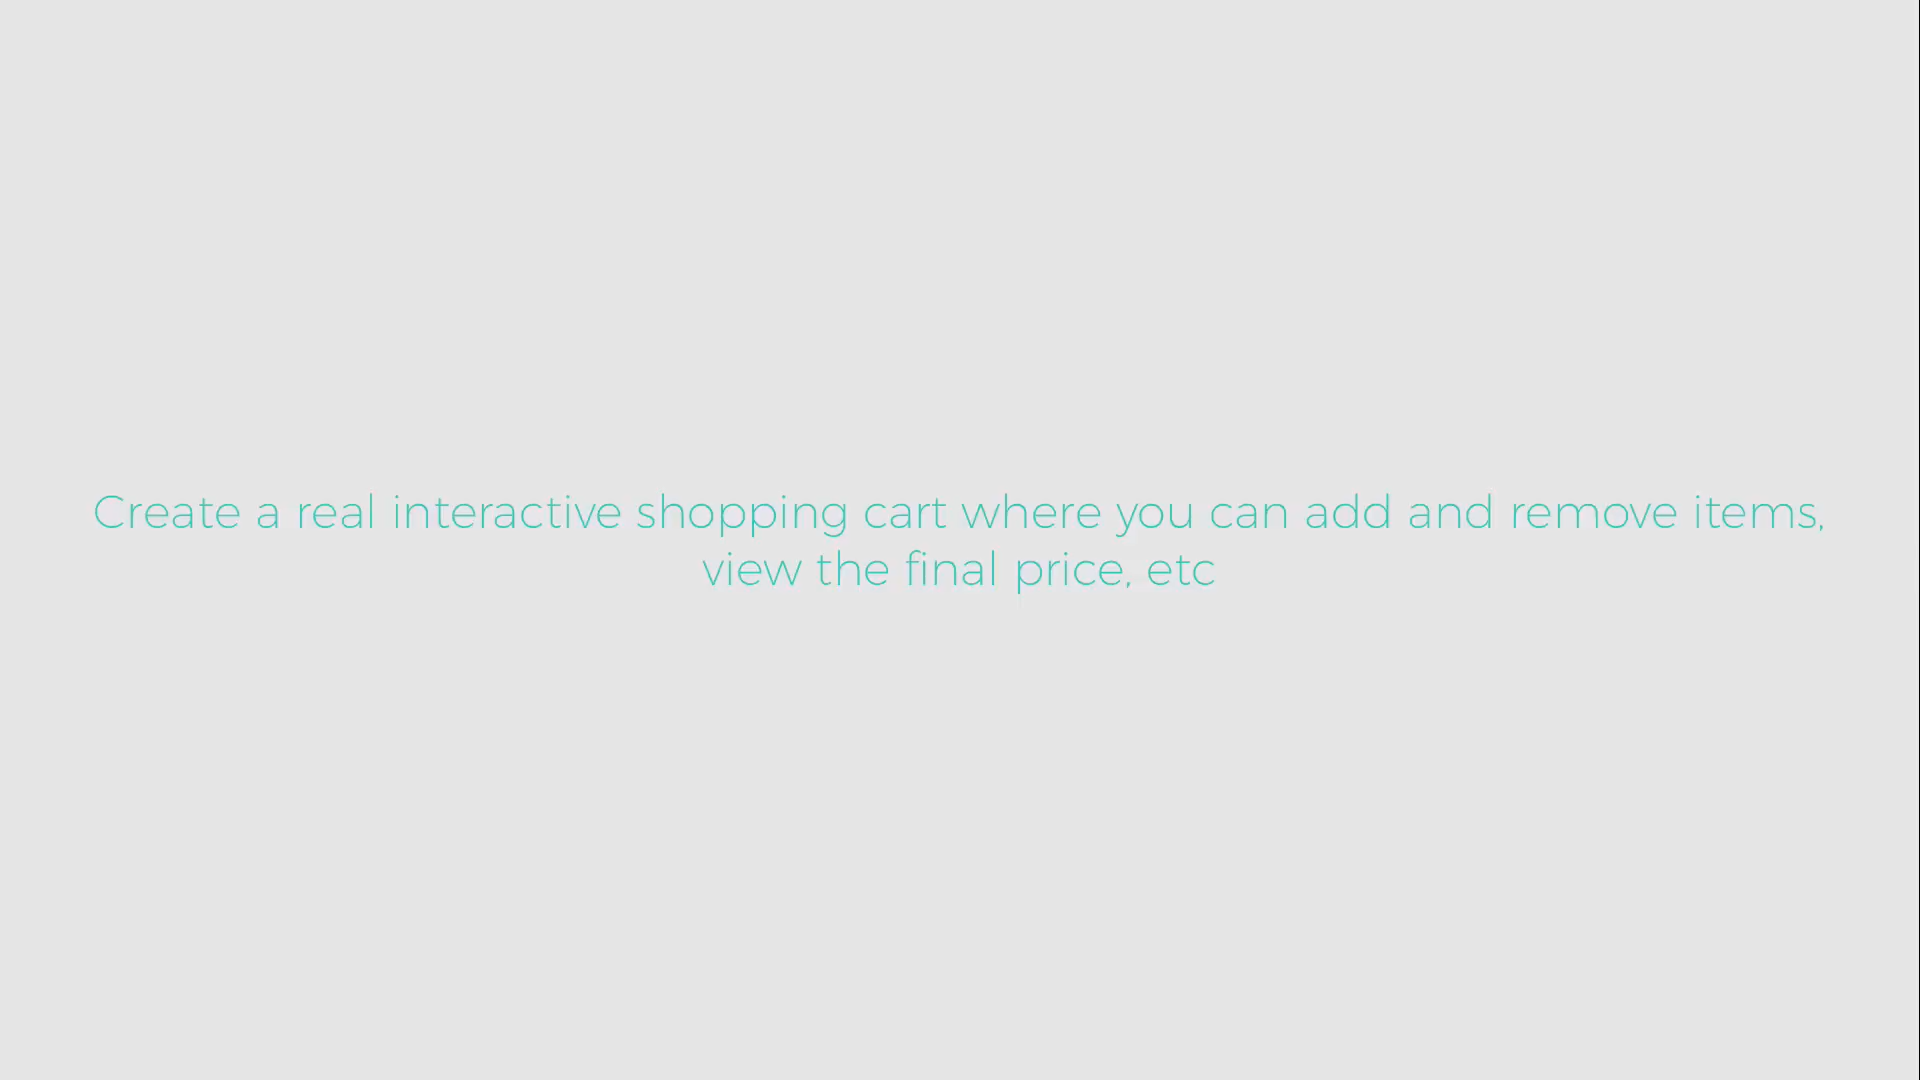 Create a real interactive shopping cart where you can add and remove items,
view the final price, etc